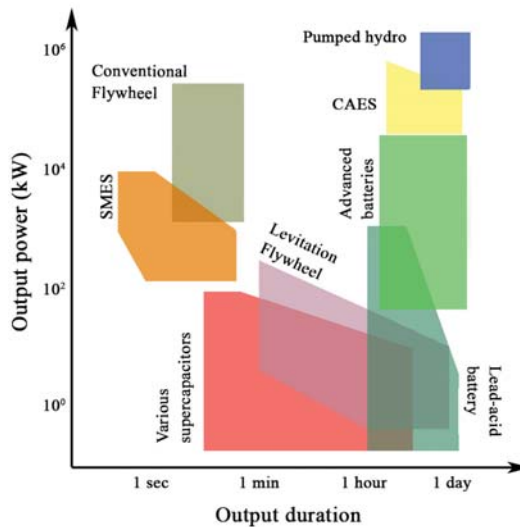 Pumped hydro
10⁶
Conventional
Flywheel
CAES
Output power (kW)
10⁴
SMES
Advanced
batteries
Levitation
Flywheel
10²
10⁰
Various
supercapacitors
Lead-acid
battery
1 sec
1 min
1 hour
1 day
Output duration